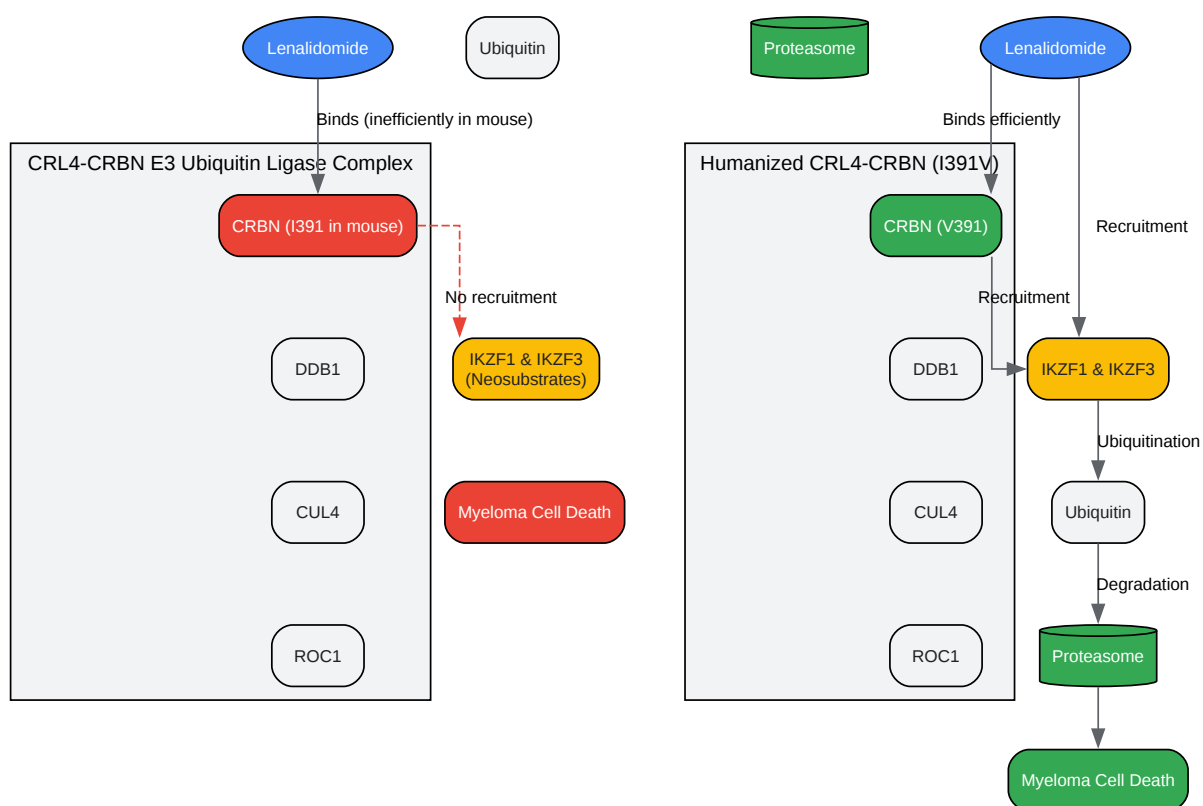 Lenalidomide
Ubiquitin
Proteasome
Lenalidomide
Binds (inefficiently in mouse)
Binds efficiently
CRL4-CRBN E3 Ubiquitin Ligase Complex
Humanized CRL4-CRBN (I391V)
CRBN (I391 in mouse)
CRBN (V391)
Recruitment
No recruitment
Recruitment
DDB1
IKZF1 & IKZF3
(Neosubstrates)
DDB1
IKZF1 & IKZF3
Ubiquitination
CUL4
Myeloma Cell Death
CUL4
Ubiquitin
Degradation
ROC1
ROC1
Proteasome
Myeloma Cell Death